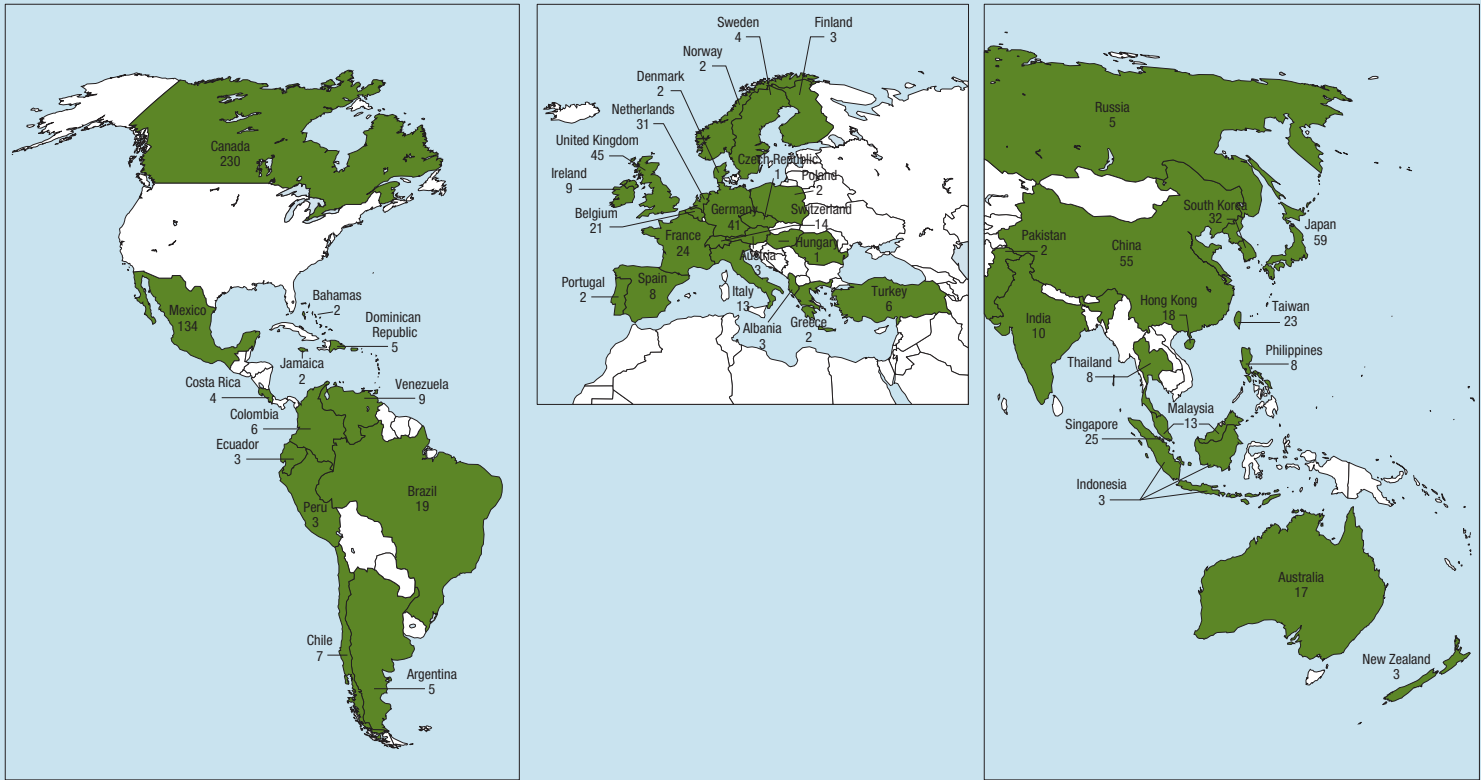 Canada
230
Mexico
134
Bahamas
2
Dominican
Republic
5
Jamaica
2
Costa Rica
4
Venezuela
9
Colombia
6
Ecuador
3
Brazil
19
Peru
3
Chile
7
Argentina
5
Sweden
4
Finland
3
Norway
2
Denmark
2
Netherlands
31
United Kingdom
45
Czech Republic
1
Ireland
9
Poland
2
Belgium
21
Germany
41
Switzerland
14
France
24
Hungary
1
Austria
3
Portugal
2
Spain
8
Italy
13
Turkey
6
Albania
3
Greece
2
Russia
5
South Korea
32
Japan
59
Pakistan
2
China
55
Hong Kong
18
Taiwan
23
India
10
Thailand
8
Philippines
8
Malaysia
13
Singapore
25
Indonesia
3
Australia
17
New Zealand
3